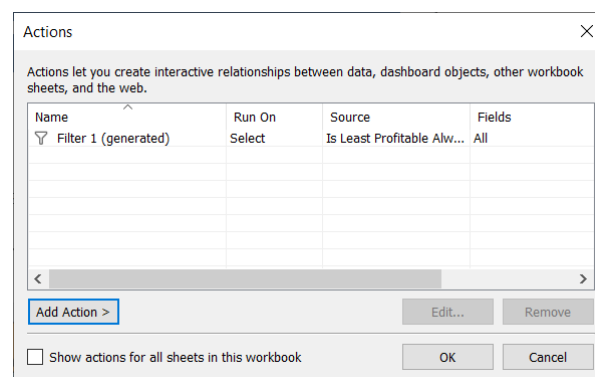 Actions
Actions let you create interactive relationships between data, dashboard objects, other workbook
sheets, and the web.
Name Run On Source Fields
Filter 1 (generated) Select Is Least Profitable Alw... All
Add Action > Edit... Remove
Show actions for all sheets in this workbook OK Cancel